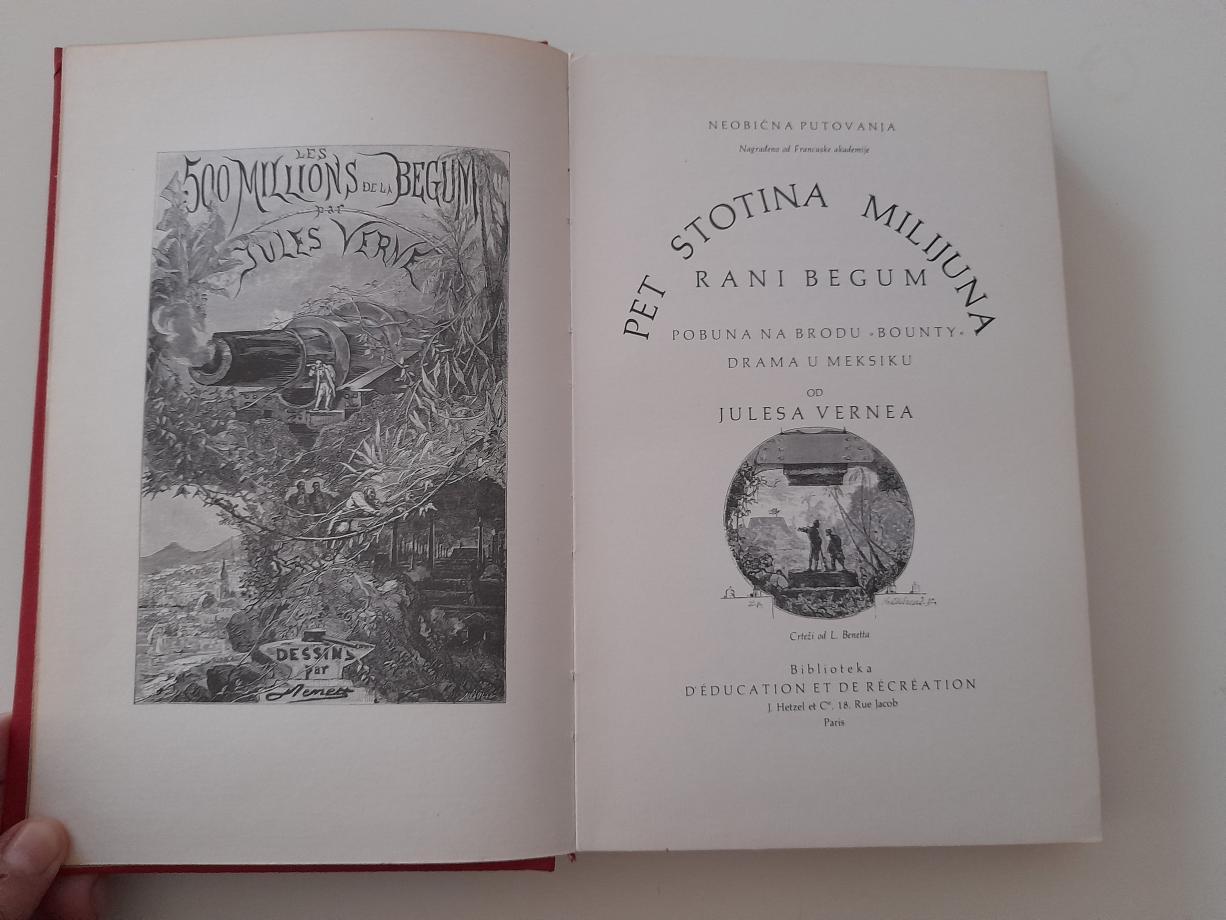 LES
500 MILLIONS DE LA BEGUM
par
JULES VERNE
DESSINS
par
Benett
NEOBIČNA PUTOVANJA
Nagrađeno od Francuske akademije
PET STOTINA MILIJUNA
RANI BEGUM
POBUNA NA BRODU »BOUNTY«
DRAMA U MEKSIKU
OD
JULESA VERNEA
Crteži od L. Benetta
Biblioteka
D'ÉDUCATION ET DE RÉCRÉATION
J. Hetzel et Cie, 18, Rue Jacob
Paris